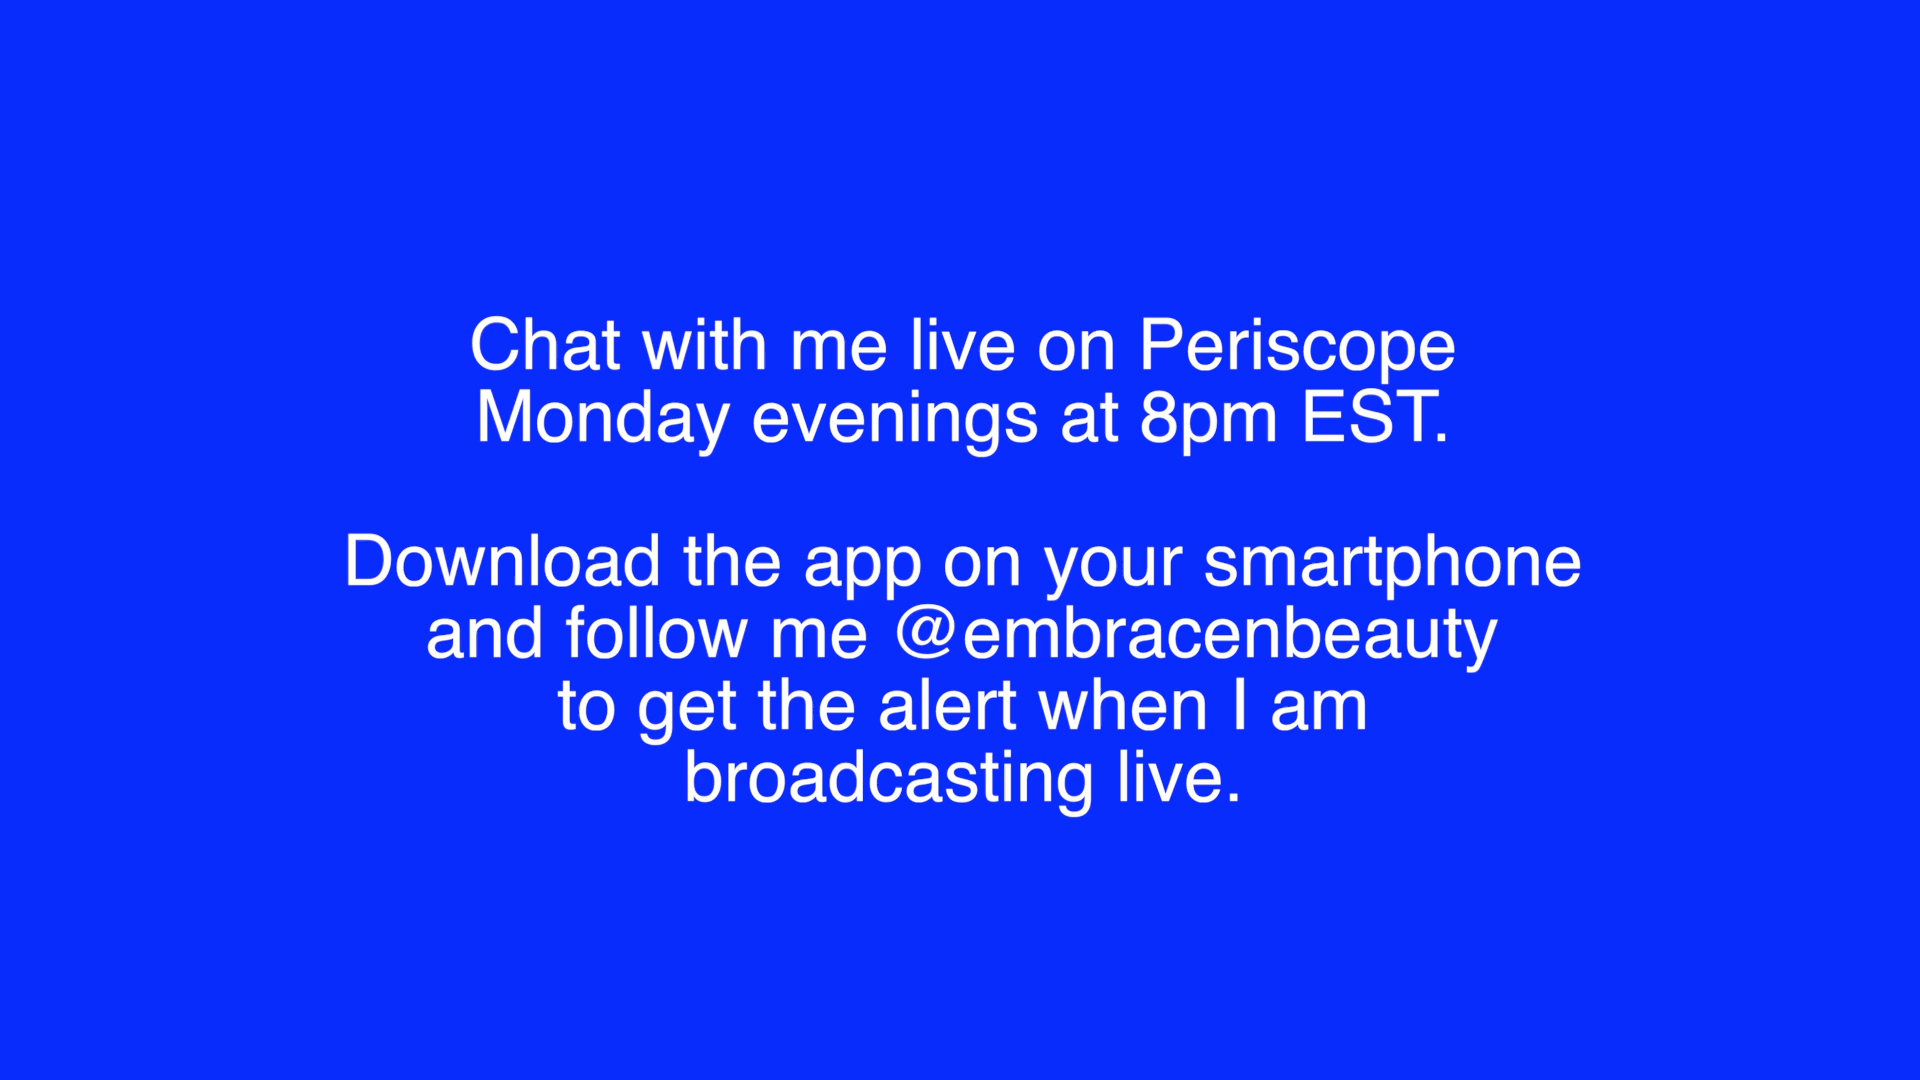 Chat with me live on Periscope
Monday evenings at 8pm EST.
Download the app on your smartphone
and follow me @embracenbeauty
to get the alert when I am
broadcasting live.